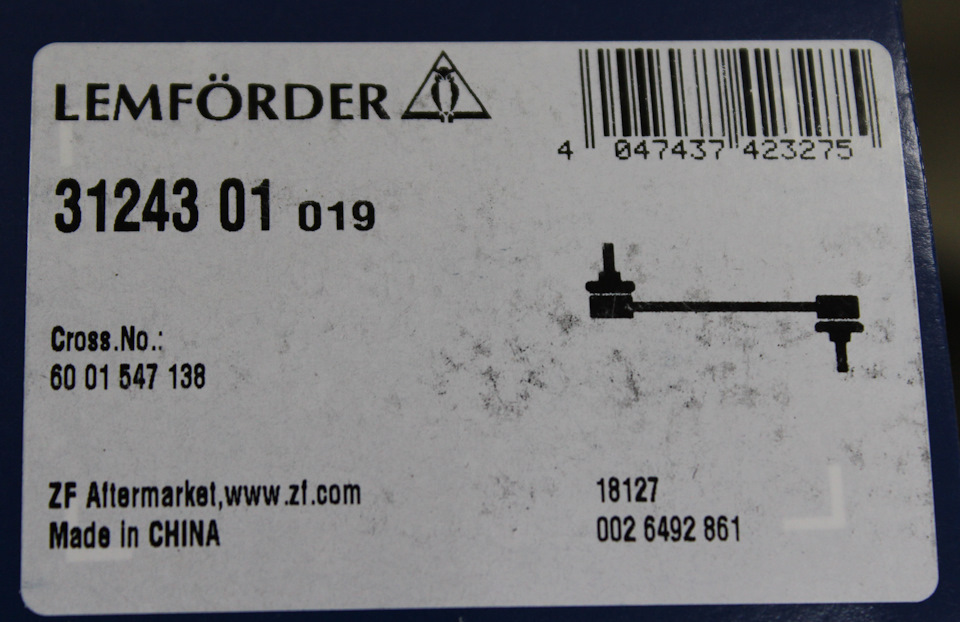 LEMFÖRDER
4 047437 423275
31243 01 019
Cross.No.:
60 01 547 138
ZF Aftermarket,www.zf.com
Made in CHINA
18127
002 6492 861